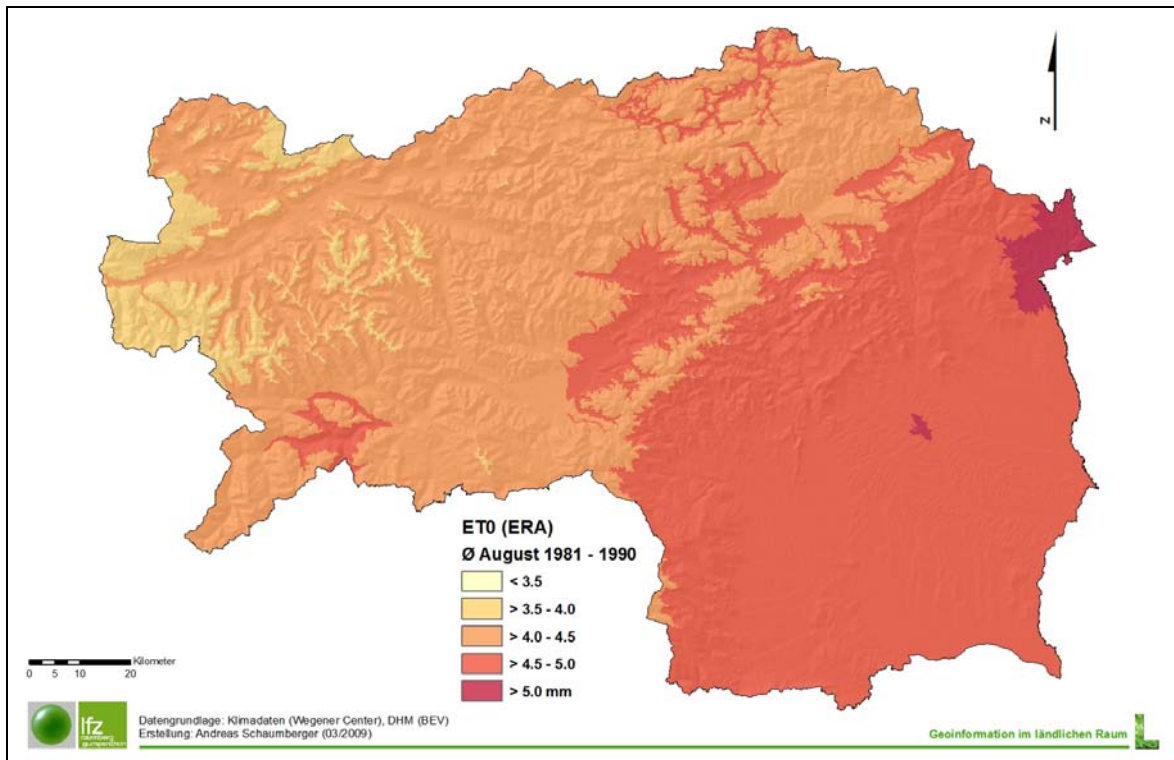 N
ET0 (ERA)
Ø August 1981 - 1990
< 3.5
> 3.5 - 4.0
> 4.0 - 4.5
> 4.5 - 5.0
> 5.0 mm
Kilometer
0 5 10 20
lfz
raumberg
gumpenstein
Datengrundlage: Klimadaten (Wegener Center), DHM (BEV)
Erstellung: Andreas Schaumberger (03/2009)
Geoinformation im ländlichen Raum
L